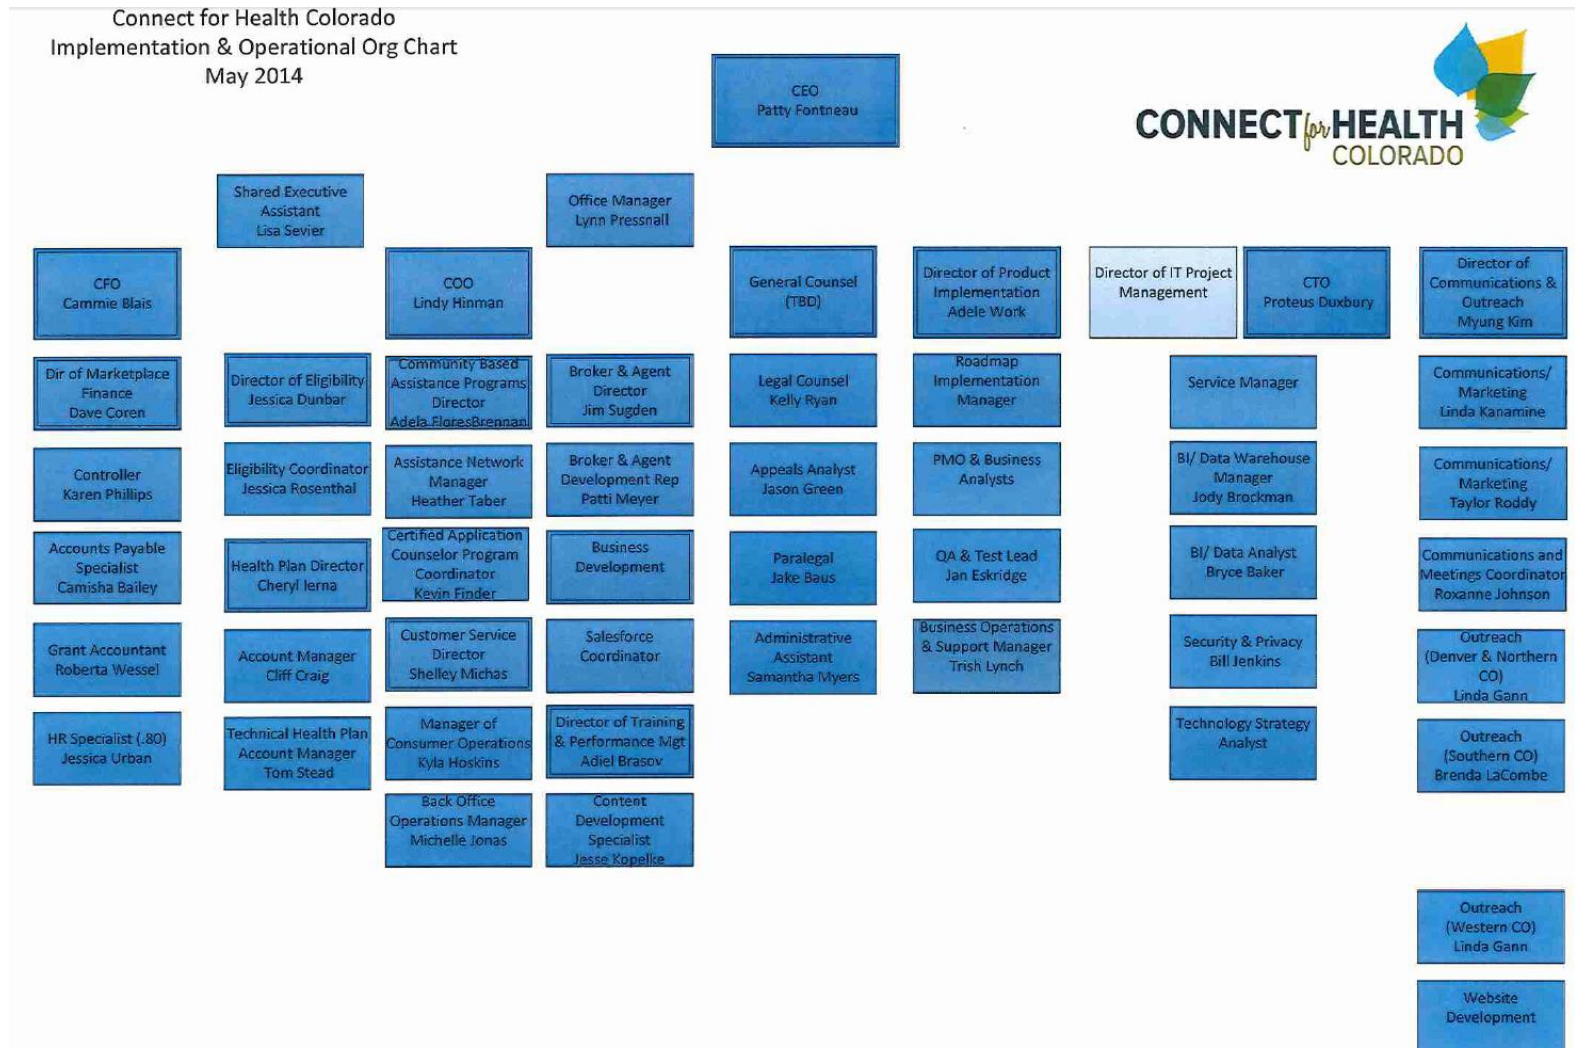 Connect for Health Colorado
Implementation & Operational Org Chart
May 2014
CEO
Patty Fontneau
CONNECT for HEALTH
COLORADO
Shared Executive
Assistant
Lisa Sevier
Office Manager
Lynn Pressnall
CFO
Cammie Blais
COO
Lindy Hinman
General Counsel
(TBD)
Director of Product
Implementation
Adele Work
Director of IT Project
Management
CTO
Proteus Duxbury
Director of
Communications &
Outreach
Myung Kim
Dir of Marketplace
Finance
Dave Coren
Director of Eligibility
Jessica Dunbar
Community Based
Assistance Programs
Director
Adela FloresBrennan
Broker & Agent
Director
Jim Sugden
Legal Counsel
Kelly Ryan
Roadmap
Implementation
Manager
Service Manager
Communications/
Marketing
Linda Kanamine
Controller
Karen Phillips
Eligibility Coordinator
Jessica Rosenthal
Assistance Network
Manager
Heather Taber
Broker & Agent
Development Rep
Patti Meyer
Appeals Analyst
Jason Green
PMO & Business
Analysts
BI/ Data Warehouse
Manager
Jody Brockman
Communications/
Marketing
Taylor Roddy
Accounts Payable
Specialist
Camisha Bailey
Health Plan Director
Cheryl Ierna
Certified Application
Counselor Program
Coordinator
Kevin Finder
Business
Development
Paralegal
Jake Baus
QA & Test Lead
Jan Eskridge
BI/ Data Analyst
Bryce Baker
Communications and
Meetings Coordinator
Roxanne Johnson
Grant Accountant
Roberta Wessel
Account Manager
Cliff Craig
Customer Service
Director
Shelley Michas
Salesforce
Coordinator
Administrative
Assistant
Samantha Myers
Business Operations
& Support Manager
Trish Lynch
Security & Privacy
Bill Jenkins
Outreach
(Denver & Northern
CO)
Linda Gann
HR Specialist (.80)
Jessica Urban
Technical Health Plan
Account Manager
Tom Stead
Manager of
Consumer Operations
Kyla Hoskins
Director of Training
& Performance Mgt
Adiel Brasov
Technology Strategy
Analyst
Outreach
(Southern CO)
Brenda LaCombe
Back Office
Operations Manager
Michelle Jonas
Content
Development
Specialist
Jesse Kopelke
Outreach
(Western CO)
Linda Gann
Website
Development